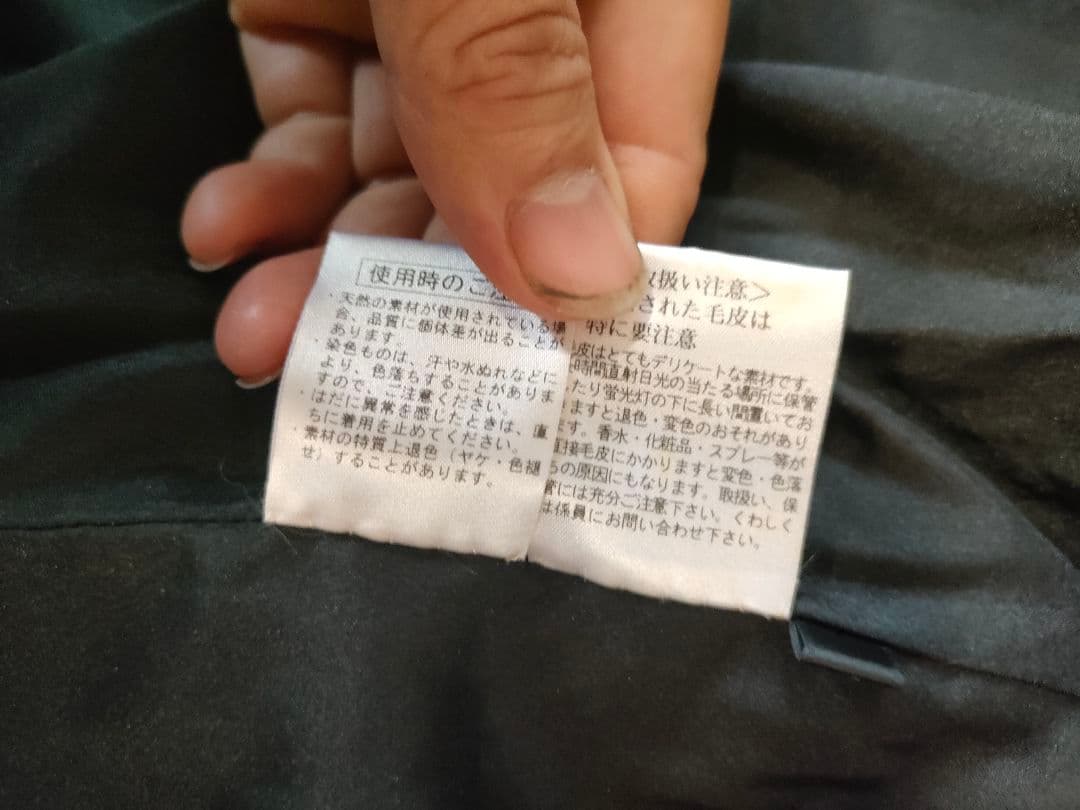 使用時のご
・天然の素材が使用されている場
合、品質に個体差が出ることが
あります。
・染色ものは、汗や水ぬれなどに
より、色落ちすることがありま
すので、ご注意ください。
・はだに異常を感じたときは、直
ちに着用を止めてください。
・素材の特質上退色（ヤケ・色褪
せ）することがあります。
取扱い注意＞
された毛皮は
特に要注意
皮はとてもデリケートな素材です。
時間直射日光の当たる場所に保管
たり蛍光灯の下に長い間置いてお
ますと退色・変色のおそれがあり
ます。香水・化粧品・スプレー等が
直接毛皮にかかりますと変色・色落
ちの原因にもなります。取扱い、保
管には充分ご注意下さい。くわしく
は係員にお問い合わせ下さい。